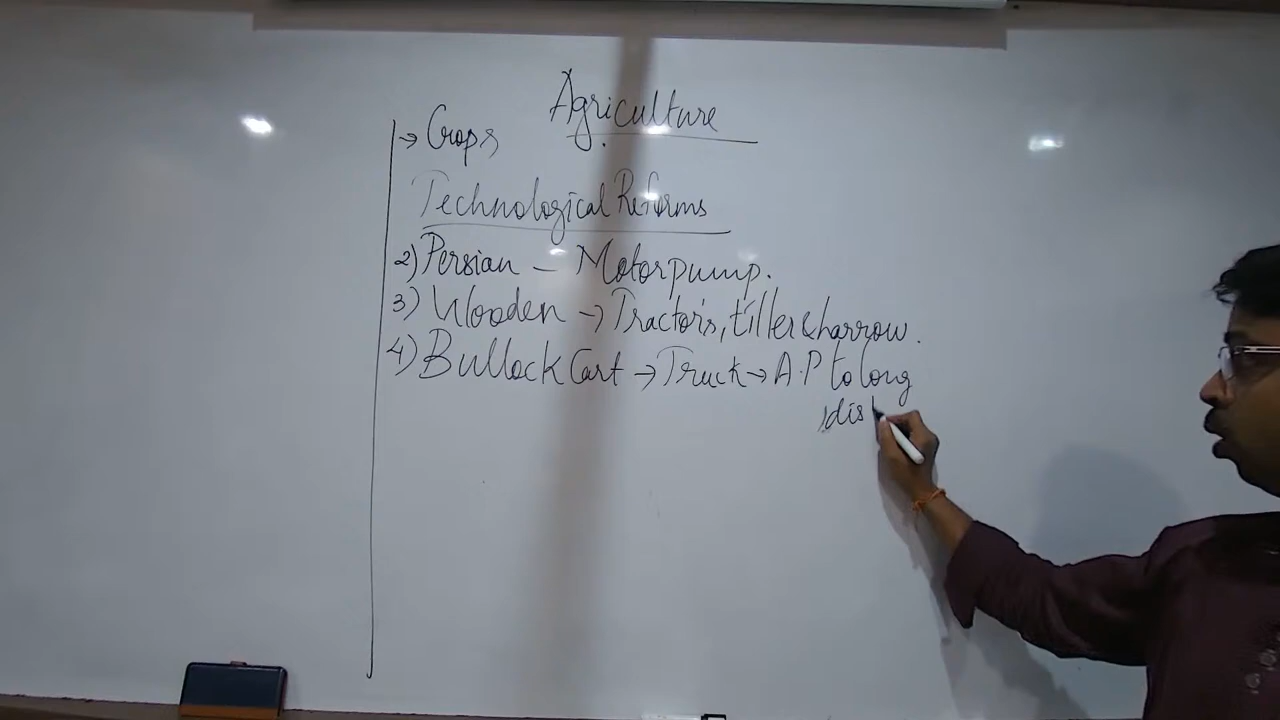 Agriculture
→ Crops
Technological Reforms
2) Persian – Motorpump.
3) Wooden → Tractors, tiller & harrow.
4) Bullock Cart → Truck → A.P to long
dis